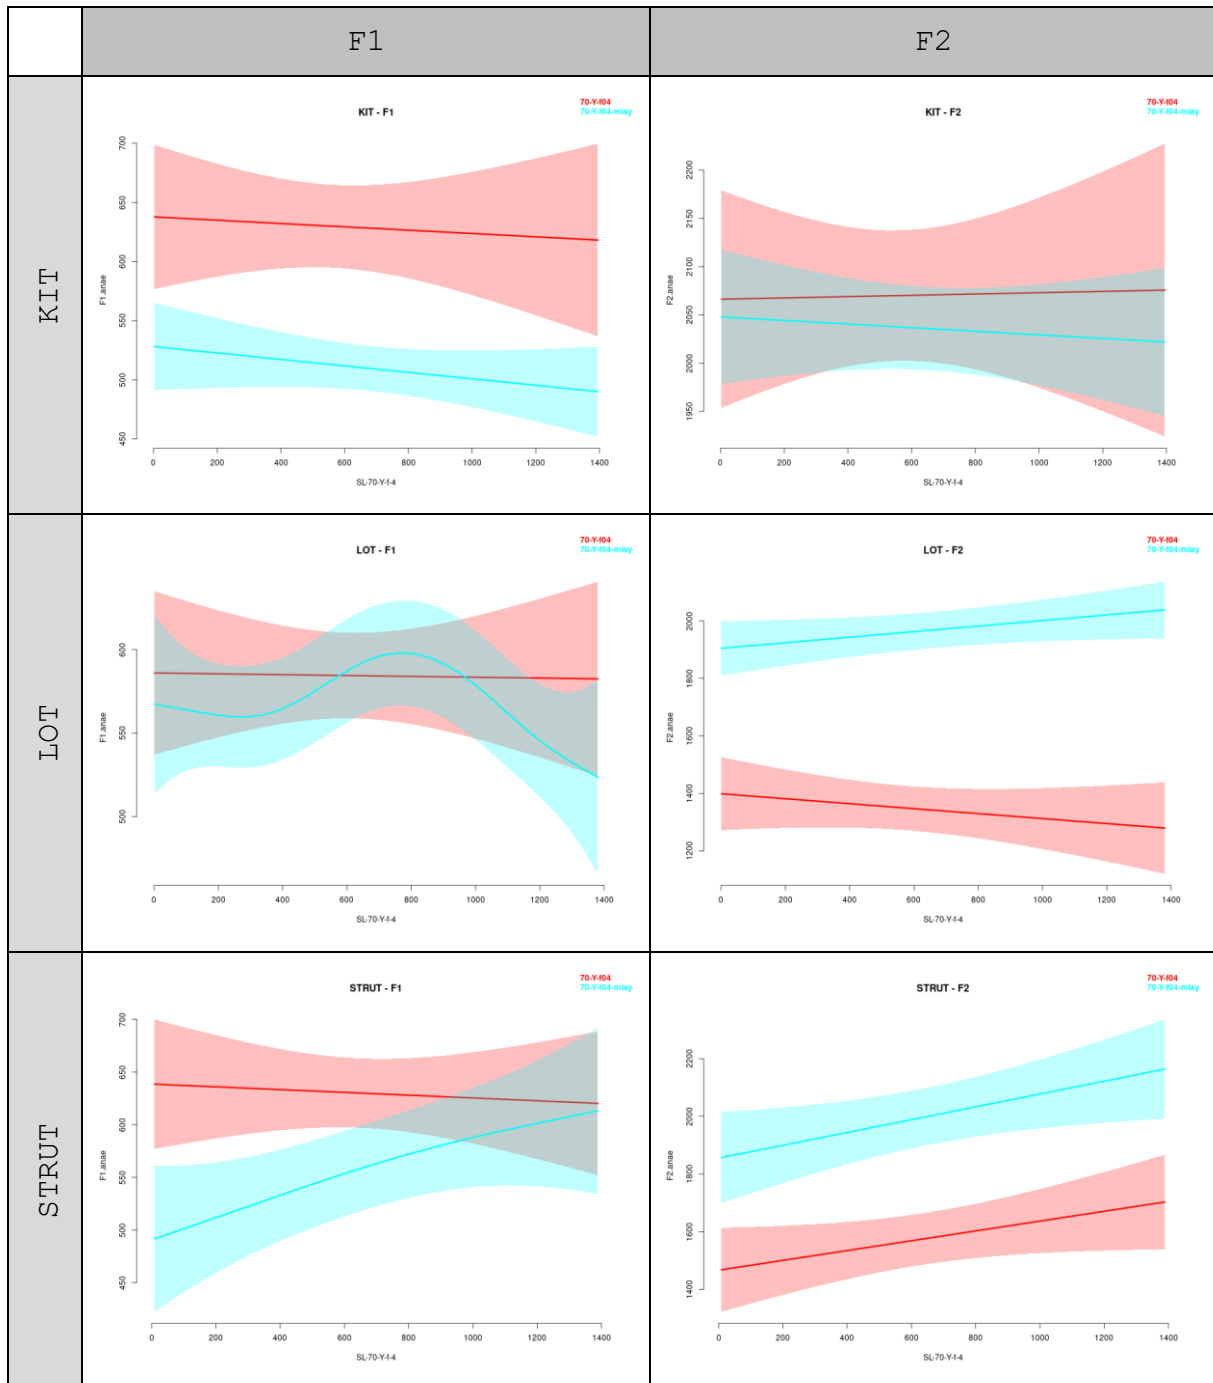 F1
F2
KIT
KIT - F1
70-Y-f04
70-Y-f04-mlay
F1.anae
700
650
600
550
500
450
0 200 400 600 800 1000 1200 1400
SL-70-Y-f-4
KIT - F2
70-Y-f04
70-Y-f04-mlay
F2.anae
2200
2150
2100
2050
2000
1950
0 200 400 600 800 1000 1200 1400
SL-70-Y-f-4
LOT
LOT - F1
70-Y-f04
70-Y-f04-mlay
F1.anae
600
550
500
0 200 400 600 800 1000 1200 1400
SL-70-Y-f-4
LOT - F2
70-Y-f04
70-Y-f04-mlay
F2.anae
2000
1800
1600
1400
1200
0 200 400 600 800 1000 1200 1400
SL-70-Y-f-4
STRUT
STRUT - F1
70-Y-f04
70-Y-f04-mlay
F1.anae
700
650
600
550
500
450
0 200 400 600 800 1000 1200 1400
SL-70-Y-f-4
STRUT - F2
70-Y-f04
70-Y-f04-mlay
F2.anae
2200
2000
1800
1600
1400
0 200 400 600 800 1000 1200 1400
SL-70-Y-f-4